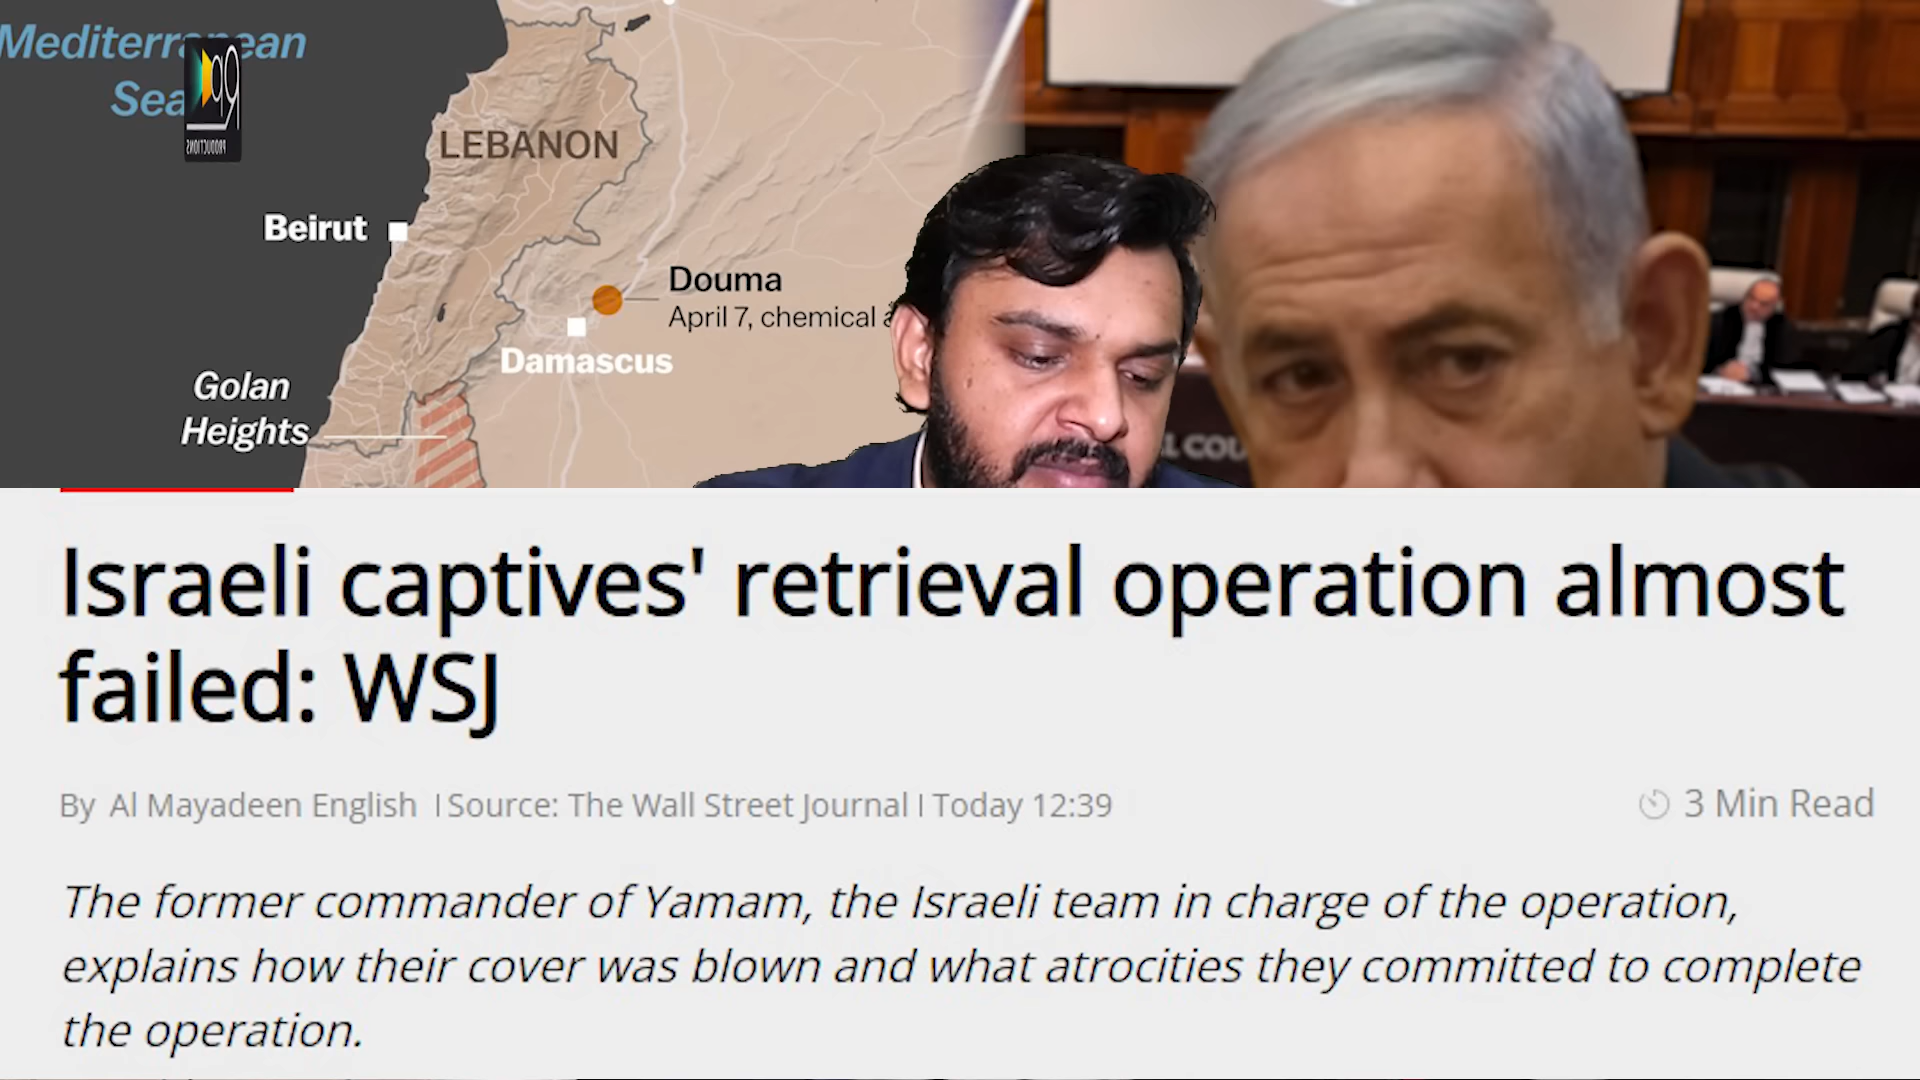 Mediterranean
Sea
LEBANON
Beirut
Douma
April 7, chemical
Damascus
Golan
Heights
PRODUCTIONS
Israeli captives' retrieval operation almost
failed: WSJ
By Al Mayadeen English | Source: The Wall Street Journal | Today 12:39
3 Min Read
The former commander of Yamam, the Israeli team in charge of the operation,
explains how their cover was blown and what atrocities they committed to complete
the operation.